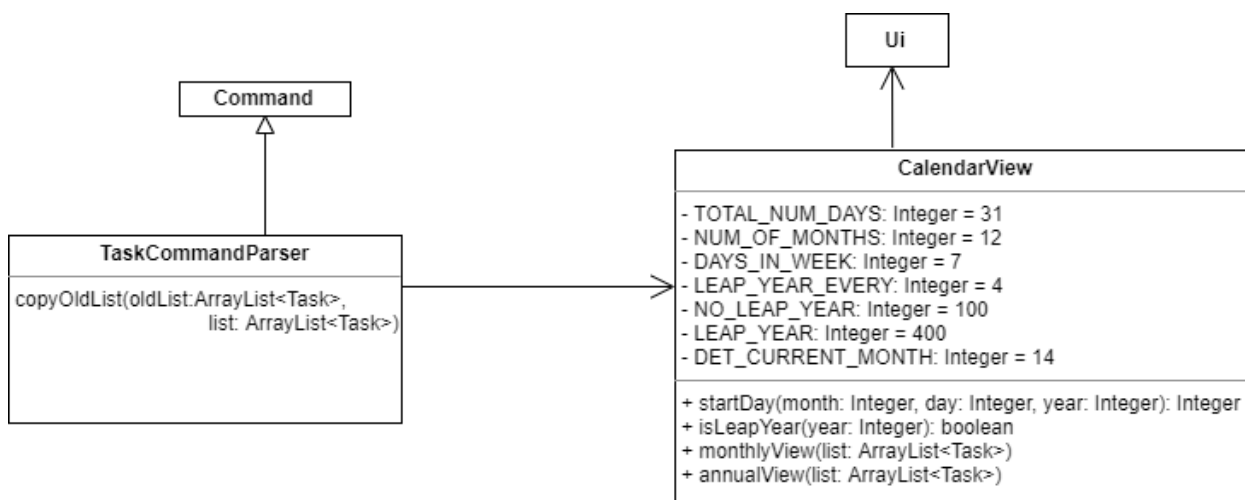 Ui
Command
CalendarView
- TOTAL_NUM_DAYS: Integer = 31
- NUM_OF_MONTHS: Integer = 12
- DAYS_IN_WEEK: Integer = 7
- LEAP_YEAR_EVERY: Integer = 4
- NO_LEAP_YEAR: Integer = 100
- LEAP_YEAR: Integer = 400
- DET_CURRENT_MONTH: Integer = 14
+ startDay(month: Integer, day: Integer, year: Integer): Integer
+ isLeapYear(year: Integer): boolean
+ monthlyView(list: ArrayList<Task>)
+ annualView(list: ArrayList<Task>)
TaskCommandParser
copyOldList(oldList:ArrayList<Task>,
list: ArrayList<Task>)